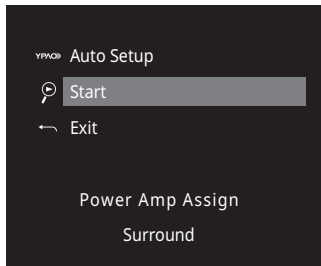 YPAO Auto Setup
Start
Exit
Power Amp Assign
Surround